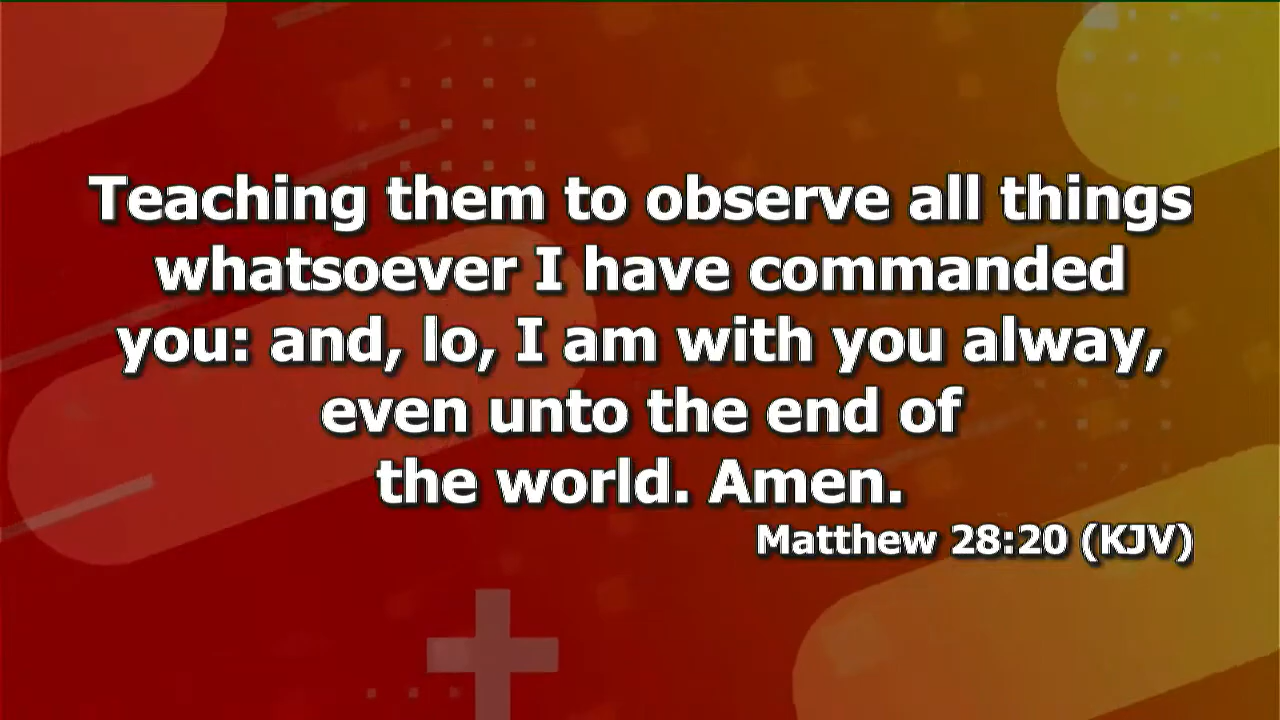 Teaching them to observe all things
whatsoever I have commanded
you: and, lo, I am with you alway,
even unto the end of
the world. Amen.
Matthew 28:20 (KJV)